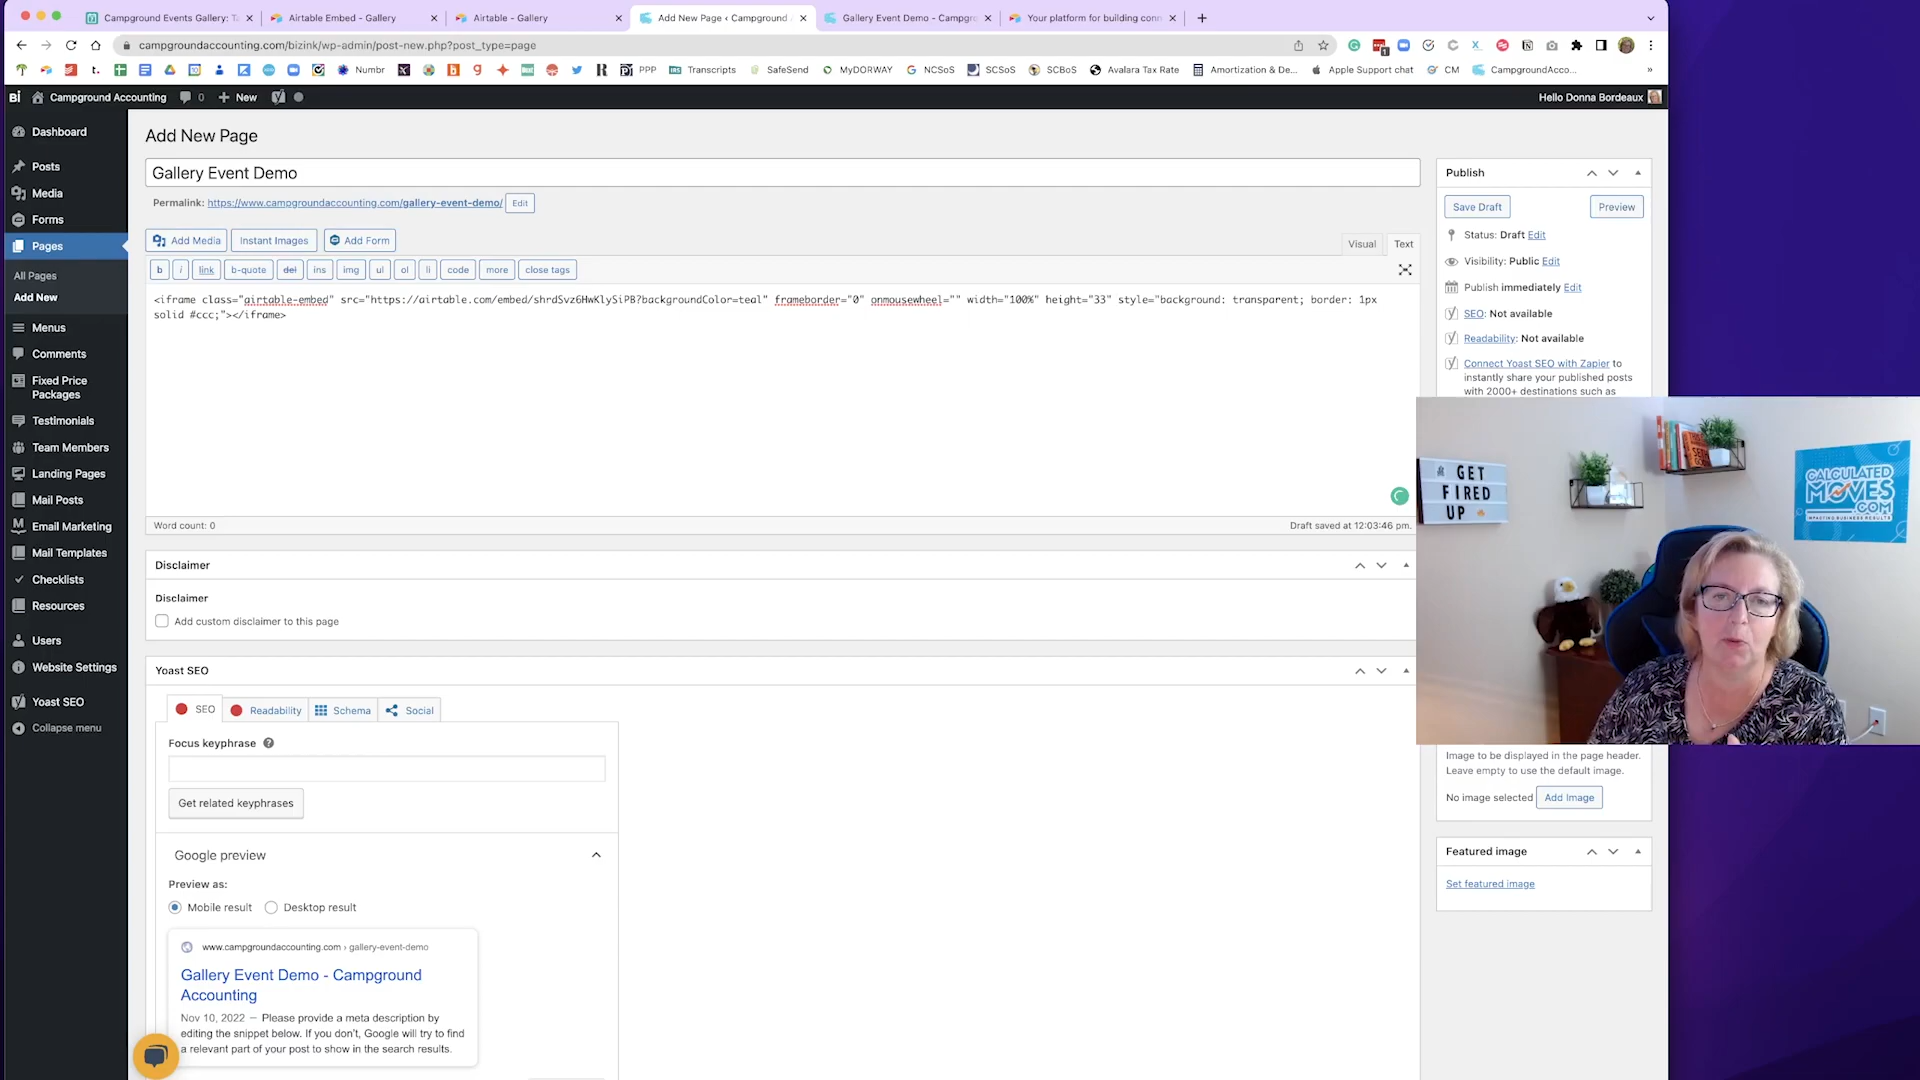 Campground Events Gallery: Ta
Airtable Embed - Gallery
Airtable - Gallery
Add New Page ‹ Campground A
Gallery Event Demo - Campgro
Your platform for building conn
campgroundaccounting.com/bizink/wp-admin/post-new.php?post_type=page
Numbr
PPP
Transcripts
SafeSend
MyDORWAY
NCSoS
SCSoS
SCBoS
Avalara Tax Rate
Amortization & De...
Apple Support chat
CM
CampgroundAcco...
Bi
Campground Accounting
0
New
Hello Donna Bordeaux
Dashboard
Posts
Media
Forms
Pages
All Pages
Add New
Menus
Comments
Fixed Price
Packages
Testimonials
Team Members
Landing Pages
Mail Posts
Email Marketing
Mail Templates
Checklists
Resources
Users
Website Settings
Yoast SEO
Collapse menu
Add New Page
Gallery Event Demo
Permalink: https://www.campgroundaccounting.com/gallery-event-demo/ Edit
Add Media
Instant Images
Add Form
Visual
Text
b
i
link
b-quote
del
ins
img
ul
ol
li
code
more
close tags
<iframe class="airtable-embed" src="https://airtable.com/embed/shrdSvz6HwKlySiPB?backgroundColor=teal" frameborder="0" onmousewheel="" width="100%" height="33" style="background: transparent; border: 1px
solid #ccc;"></iframe>
Word count: 0
Draft saved at 12:03:46 pm.
Disclaimer
Disclaimer
Add custom disclaimer to this page
Yoast SEO
SEO
Readability
Schema
Social
Focus keyphrase
Get related keyphrases
Google preview
Preview as:
Mobile result
Desktop result
www.campgroundaccounting.com › gallery-event-demo
Gallery Event Demo - Campground
Accounting
Nov 10, 2022 – Please provide a meta description by
editing the snippet below. If you don't, Google will try to find
a relevant part of your post to show in the search results.
Publish
Save Draft
Preview
Status: Draft Edit
Visibility: Public Edit
Publish immediately Edit
SEO: Not available
Readability: Not available
Connect Yoast SEO with Zapier to
instantly share your published posts
with 2000+ destinations such as
GET
FIRED
UP
CALCULATED
MOVES
.COM
IMPACTING BUSINESS RESULTS
Image to be displayed in the page header.
Leave empty to use the default image.
No image selected Add Image
Featured image
Set featured image